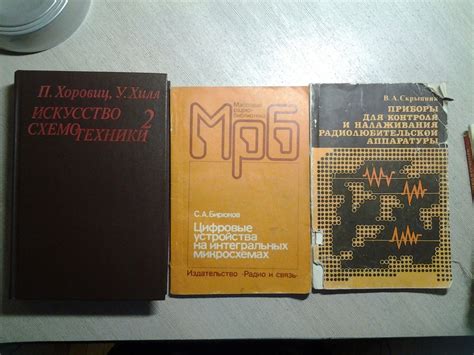 П. Хоровиц, У. Хилл
ИСКУССТВО
СХЕМОТЕХНИКИ
2
Массовая
радио-
библиотека
МРБ
С.А.Бирюков
Цифровые
устройства
на интегральных
микросхемах
Издательство «Радио и связь»
В. А. Скрыпник
ПРИБОРЫ
ДЛЯ КОНТРОЛЯ
И НАЛАЖИВАНИЯ
РАДИОЛЮБИТЕЛЬСКОЙ
АППАРАТУРЫ